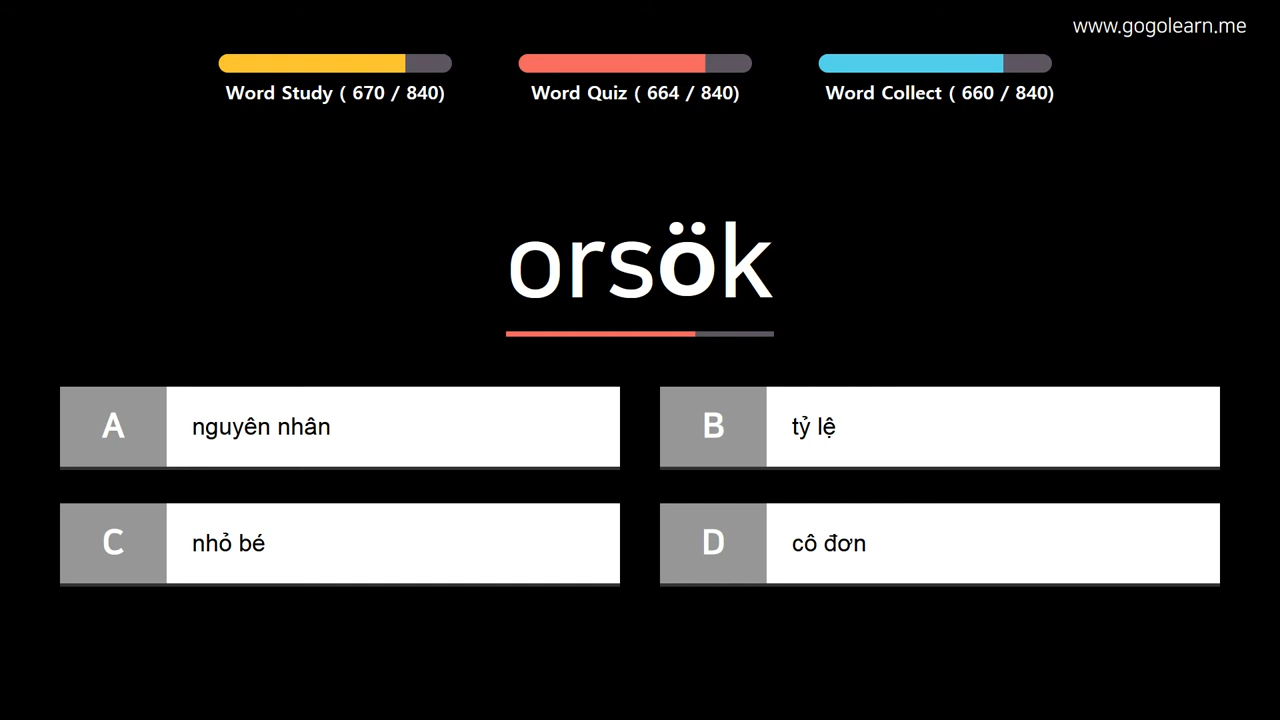 www.gogolearn.me
Word Study ( 670 / 840)
Word Quiz ( 664 / 840)
Word Collect ( 660 / 840)
orsök
A nguyên nhân
B tỷ lệ
C nhỏ bé
D cô đơn